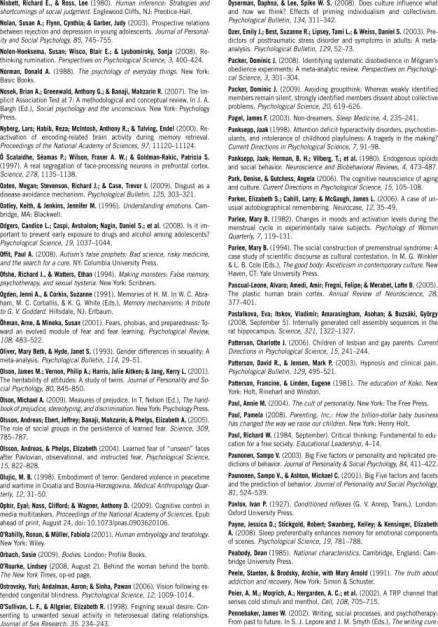 Nisbett, Richard E., & Ross, Lee (1980). Human inference: Strategies and
shortcomings of social judgment. Englewood Cliffs, NJ: Prentice-Hall.
Nolan, Susan A.; Flynn, Cynthia; & Garber, Judy (2003). Prospective relations
between rejection and depression in young adolescents. Journal of Personal-
ity and Social Psychology, 85, 745–755.
Nolen-Hoeksema, Susan; Wisco, Blair E.; & Lyubomirsky, Sonja (2008). Re-
thinking rumination. Perspectives on Psychological Science, 3, 400–424.
Norman, Donald A. (1988). The psychology of everyday things. New York:
Basic Books.
Nosek, Brian A.; Greenwald, Anthony G.; & Banaji, Mahzarin R. (2007). The Im-
plicit Association Test at 7: A methodological and conceptual review. In J. A.
Bargh (Ed.), Social psychology and the unconscious. New York: Psychology
Press.
Nyberg, Lars; Habib, Reza; McIntosh, Anthony R.; & Tulving, Endel (2000). Re-
activation of encoding-related brain activity during memory retrieval.
Proceedings of the National Academy of Sciences, 97, 11120–11124.
Ó Scalaidhe, Séamas P.; Wilson, Fraser A. W.; & Goldman-Rakic, Patricia S.
(1997). A real segregation of face-processing neurons in prefrontal cortex.
Science, 278, 1135–1138.
Oaten, Megan; Stevenson, Richard J.; & Case, Trevor I. (2009). Disgust as a
disease-avoidance mechanism. Psychological Bulletin, 125, 303–321.
Oatley, Keith, & Jenkins, Jennifer M. (1996). Understanding emotions. Cam-
bridge, MA: Blackwell.
Odgers, Candice L.; Caspi, Avshalom; Nagin, Daniel S.; et al. (2008). Is it im-
portant to prevent early exposure to drugs and alcohol among adolescents?
Psychological Science, 19, 1037–1044.
Offit, Paul A. (2008). Autism's false prophets: Bad science, risky medicine,
and the search for a cure. NY: Columbia University Press.
Ofshe, Richard J., & Watters, Ethan (1994). Making monsters: False memory,
psychotherapy, and sexual hysteria. New York: Scribners.
Ogden, Jenni A., & Corkin, Suzanne (1991). Memories of H. M. In W. C. Abra-
ham, M. C. Corballis, & K. G. White (Eds.), Memory mechanisms: A tribute
to G. V. Goddard. Hillsdale, NJ: Erlbaum.
Öhman, Arne, & Mineka, Susan (2001). Fears, phobias, and preparedness: To-
ward an evolved module of fear and fear learning. Psychological Review,
108, 483–522.
Oliver, Mary Beth, & Hyde, Janet S. (1993). Gender differences in sexuality: A
meta-analysis. Psychological Bulletin, 114, 29–51.
Olson, James M.; Vernon, Philip A.; Harris, Julie Aitken; & Jang, Kerry L. (2001).
The heritability of attitudes: A study of twins. Journal of Personality and So-
cial Psychology, 80, 845–850.
Olson, Michael A. (2009). Measures of prejudice. In T. Nelson (Ed.), The hand-
book of prejudice, stereotyping, and discrimination. New York: Psychology Press.
Olsson, Andreas; Ebert, Jeffrey; Banaji, Mahzarin; & Phelps, Elizabeth A. (2005).
The role of social groups in the persistence of learned fear. Science, 309,
785–787.
Olsson, Andreas, & Phelps, Elizabeth (2004). Learned fear of "unseen" faces
after Pavlovian, observational, and instructed fear. Psychological Science,
15, 822–828.
Olujic, M. B. (1998). Embodiment of terror: Gendered violence in peacetime
and wartime in Croatia and Bosnia-Herzegovina. Medical Anthropology Quar-
terly, 12, 31–50.
Ophir, Eyal; Nass, Clifford; & Wagner, Anthony D. (2009). Cognitive control in
media multitaskers. Proceedings of the National Academy of Sciences. Epub
ahead of print, August 24, doi: 10.1073/pnas.0903620106.
O'Rahilly, Ronan, & Müller, Fabiola (2001). Human embryology and teratology.
New York: Wiley.
Orbach, Susie (2009). Bodies. London: Profile Books.
O'Rourke, Lindsey (2008, August 2). Behind the woman behind the bomb.
The New York Times, op-ed page.
Ostrovsky, Yuri; Andalman, Aaron; & Sinha, Pawan (2006). Vision following ex-
tended congenital blindness. Psychological Science, 12, 1009–1014.
O'Sullivan, L. F., & Allgeier, Elizabeth R. (1998). Feigning sexual desire: Con-
senting to unwanted sexual activity in heterosexual dating relationships.
Journal of Sex Research, 35, 234–243.
Oyserman, Daphna, & Lee, Spike W. S. (2008). Does culture influence what
and how we think? Effects of priming individualism and collectivism.
Psychological Bulletin, 134, 311–342.
Ozer, Emily J.; Best, Suzanne R.; Lipsey, Tami L.; & Weiss, Daniel S. (2003). Pre-
dictors of posttraumatic stress disorder and symptoms in adults: A meta-
analysis. Psychological Bulletin, 129, 52–73.
Packer, Dominic J. (2008). Identifying systematic disobedience in Milgram's
obedience experiments: A meta-analytic review. Perspectives on Psychologi-
cal Science, 3, 301–304.
Packer, Dominic J. (2009). Avoiding groupthink: Whereas weakly identified
members remain silent, strongly identified members dissent about collective
problems. Psychological Science, 20, 619–626.
Pagel, James F. (2003). Non-dreamers. Sleep Medicine, 4, 235–241.
Panksepp, Jaak (1998). Attention deficit hyperactivity disorders, psychostim-
ulants, and intolerance of childhood playfulness: A tragedy in the making?
Current Directions in Psychological Science, 7, 91–98.
Panksepp, Jaak; Herman, B. H.; Vilberg, T.; et al. (1980). Endogenous opioids
and social behavior. Neuroscience and Biobehavioral Reviews, 4, 473–487.
Park, Denise, & Gutchess, Angela (2006). The cognitive neuroscience of aging
and culture. Current Directions in Psychological Science, 15, 105–108.
Parker, Elizabeth S.; Cahill, Larry; & McGaugh, James L. (2006). A case of un-
usual autobiographical remembering. Neurocase, 12, 35–49.
Parlee, Mary B. (1982). Changes in moods and activation levels during the
menstrual cycle in experimentally naive subjects. Psychology of Women
Quarterly, 7, 119–131.
Parlee, Mary B. (1994). The social construction of premenstrual syndrome: A
case study of scientific discourse as cultural contestation. In M. G. Winkler
& L. B. Cole (Eds.), The good body: Asceticism in contemporary culture. New
Haven, CT: Yale University Press.
Pascual-Leone, Alvaro; Amedi, Amir; Fregni, Felipe; & Merabet, Lofte B. (2005).
The plastic human brain cortex. Annual Review of Neuroscience, 28,
377–401.
Pastalkova, Eva; Itskov, Vladimir; Amarasingham, Asohan; & Buzsáki, György
(2008, September 5). Internally generated cell assembly sequences in the
rat hippocampus. Science, 321, 1322–1327.
Patterson, Charlotte J. (2006). Children of lesbian and gay parents. Current
Directions in Psychological Science, 15, 241–244.
Patterson, David R., & Jensen, Mark P. (2003). Hypnosis and clinical pain.
Psychological Bulletin, 129, 495–521.
Patterson, Francine, & Linden, Eugene (1981). The education of Koko. New
York: Holt, Rinehart and Winston.
Paul, Annie M. (2004). The cult of personality. New York: The Free Press.
Paul, Pamela (2008). Parenting, Inc.: How the billion-dollar baby business
has changed the way we raise our children. New York: Henry Holt.
Paul, Richard W. (1984, September). Critical thinking: Fundamental to edu-
cation for a free society. Educational Leadership, 4–14.
Paunonen, Sampo V. (2003). Big Five factors or personality and replicated pre-
dictions of behavior. Journal of Personality & Social Psychology, 84, 411–422.
Paunonen, Sampo V., & Ashton, Michael C. (2001). Big Five factors and facets
and the prediction of behavior. Journal of Personality and Social Psychology,
81, 524–539.
Pavlov, Ivan P. (1927). Conditioned reflexes (G. V. Anrep, Trans.). London:
Oxford University Press.
Payne, Jessica D.; Stickgold, Robert; Swanberg, Kelley; & Kensinger, Elizabeth
A. (2008). Sleep preferentially enhances memory for emotional components
of scenes. Psychological Science, 19, 781–788.
Peabody, Dean (1985). National characteristics. Cambridge, England: Cam-
bridge University Press.
Peele, Stanton, & Brodsky, Archie, with Mary Arnold (1991). The truth about
addiction and recovery. New York: Simon & Schuster.
Peier, A. M.; Moqrich, A.; Hergarden, A. C.; et al. (2002). A TRP channel that
senses cold stimuli and menthol. Cell, 108, 705–715.
Pennebaker, James W. (2002). Writing, social processes, and psychotherapy:
From past to future. In S. J. Lepore and J. M. Smyth (Eds.), The writing cure.